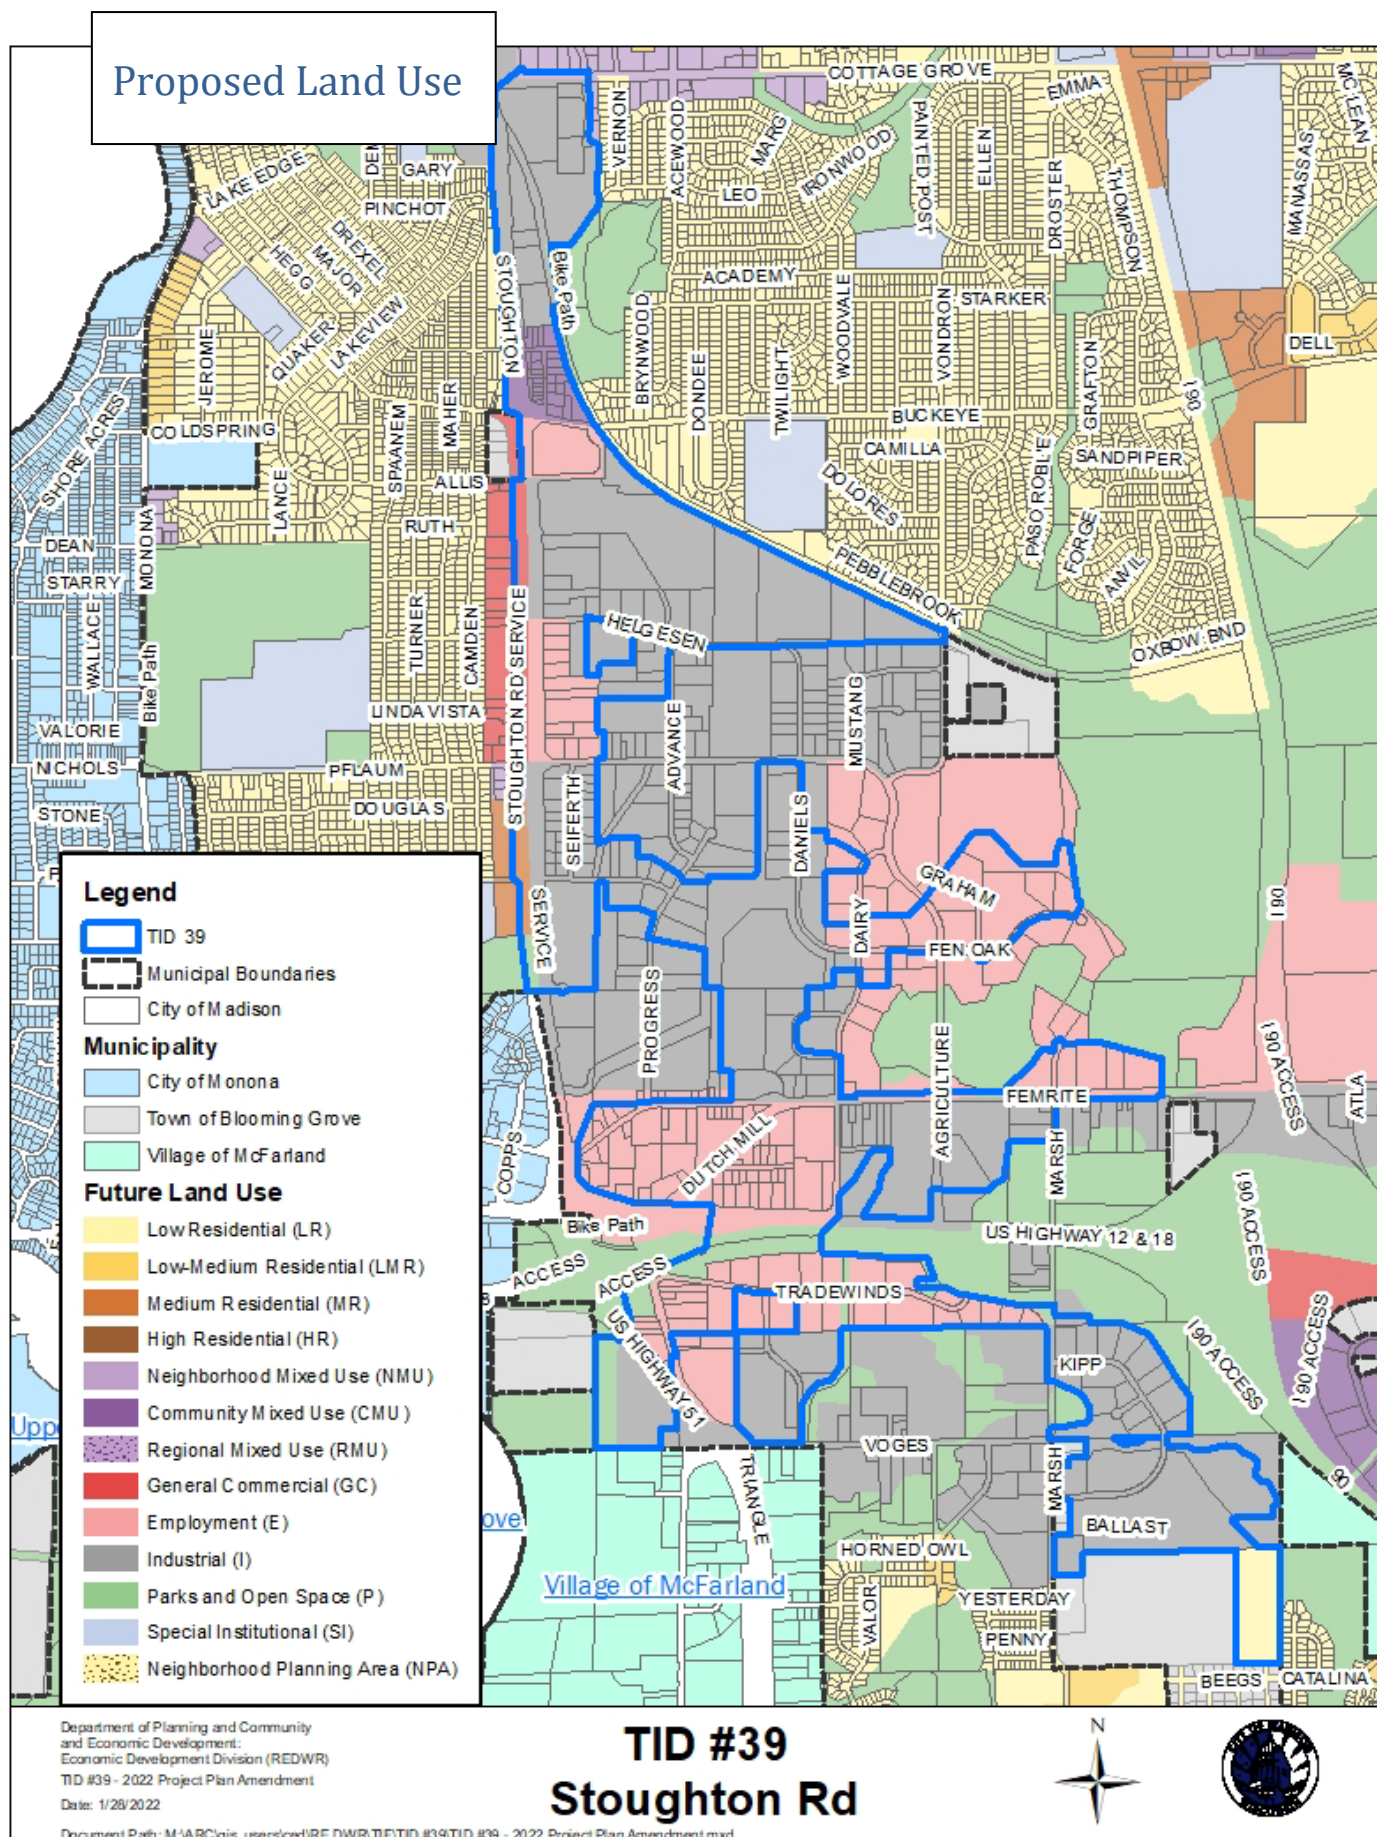 Proposed Land Use
COTTAGE GROVE
EMMA
MCLEAN
VERNON
ACEWOOD
MARG
IRONWOOD
PAINTED POST
ELLEN
DROSTER
THOMPSON
MANASSAS
LAKE EDGE
GARY
PINCHOT
LEO
DREXEL
MAJOR
HEGG
STOUGHTON
Bike Path
ACADEMY
STARKER
WOODVALE
VONDRON
BRYNWOOD
DONDEE
TWILIGHT
GRAFTON
I 90
DELL
JEROME
QUAKER
LAKEVIEW
SHORE ACRES
COLDSPRING
SPAANEM
MAHER
BUCKEYE
CAMILLA
SANDPIPER
LANCE
ALLIS
DOLORES
PASO ROBLE
FORGE
ANVIL
MONONA
RUTH
DEAN
STARRY
WALLACE
PEBBLEBROOK
OXBOW BND
TURNER
CAMDEN
STOUGHTON RD SERVICE
HELGESEN
Bike Path
LINDA VISTA
ADVANCE
MUSTANG
VALORIE
NICHOLS
PFLAUM
STONE
DOUGLAS
SEIFERTH
DANIELS
GRAHAM
DAIRY
SERVICE
FEN OAK
I 90
PROGRESS
AGRICULTURE
I 90 ACCESS
ATLA
FEMRITE
COPPS
DUTCH MILL
MARSH
Bike Path
US HIGHWAY 12 & 18
I 90 ACCESS
ACCESS
ACCESS
TRADEWINDS
US HIGHWAY 51
KIPP
I 90 ACCESS
I 90 ACCESS
VOGES
MARSH
90
TRIANGLE
BALLAST
Upp
ove
HORNED OWL
Village of McFarland
VALOR
YESTERDAY
PENNY
BEEGS
CATALINA
Legend
TID 39
Municipal Boundaries
City of Madison
Municipality
City of Monona
Town of Blooming Grove
Village of McFarland
Future Land Use
Low Residential (LR)
Low-Medium Residential (LMR)
Medium Residential (MR)
High Residential (HR)
Neighborhood Mixed Use (NMU)
Community Mixed Use (CMU)
Regional Mixed Use (RMU)
General Commercial (GC)
Employment (E)
Industrial (I)
Parks and Open Space (P)
Special Institutional (SI)
Neighborhood Planning Area (NPA)
Department of Planning and Community
and Economic Development:
Economic Development Division (REDWR)
TID #39 - 2022 Project Plan Amendment
Date: 1/28/2022
TID #39
Stoughton Rd
N